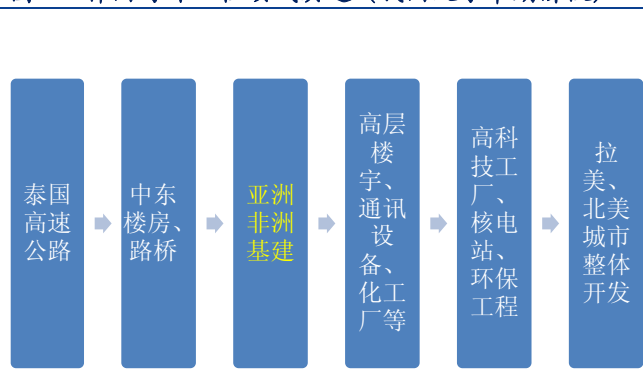 泰国
高速
公路
中东
楼房、
路桥
亚洲
非洲
基建
高层
楼
宇、
通讯
设
备、
化工
厂等
高科
技工
厂、
核电
站、
环保
工程
拉
美、
北美
城市
整体
开发